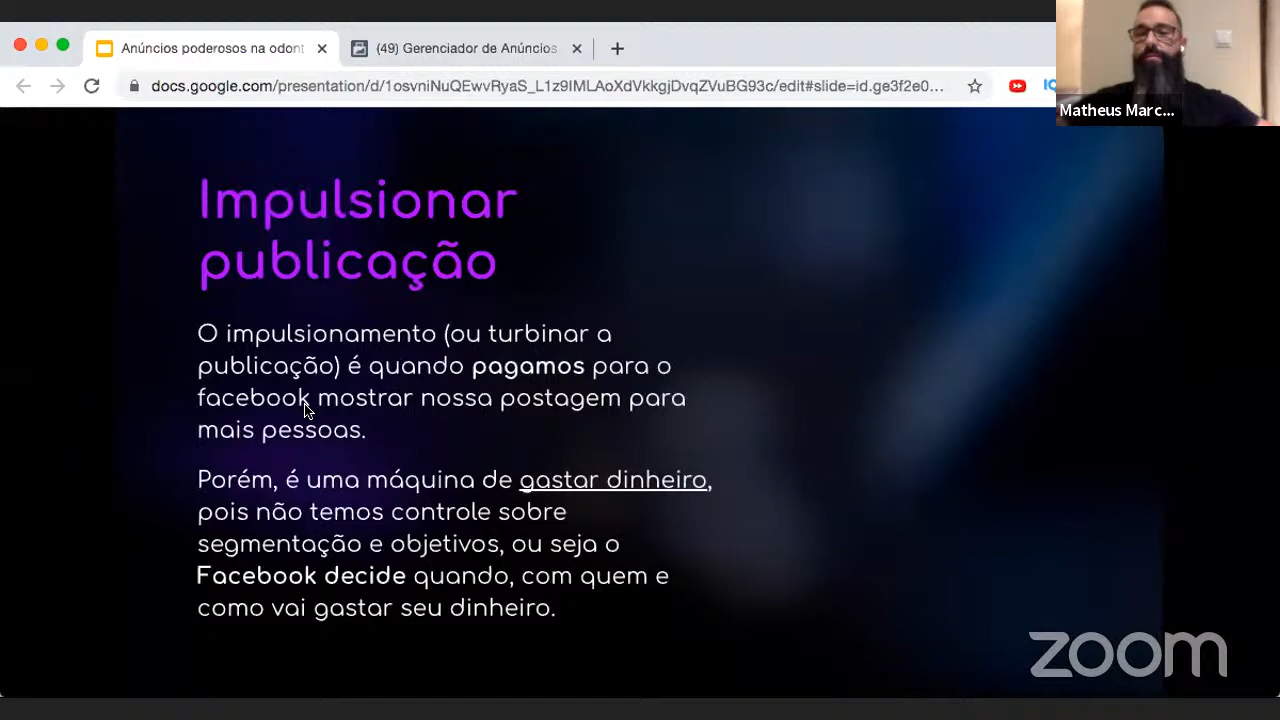 Anúncios poderosos na odont
(49) Gerenciador de Anúncios
docs.google.com/presentation/d/1osvniNuQEwvRyaS_L1z9IMLAoXdVkkgjDvqZVuBG93c/edit#slide=id.ge3f2e0...
Matheus Marc...
Impulsionar
publicação
O impulsionamento (ou turbinar a
publicação) é quando pagamos para o
facebook mostrar nossa postagem para
mais pessoas.
Porém, é uma máquina de gastar dinheiro,
pois não temos controle sobre
segmentação e objetivos, ou seja o
Facebook decide quando, com quem e
como vai gastar seu dinheiro.
zoom